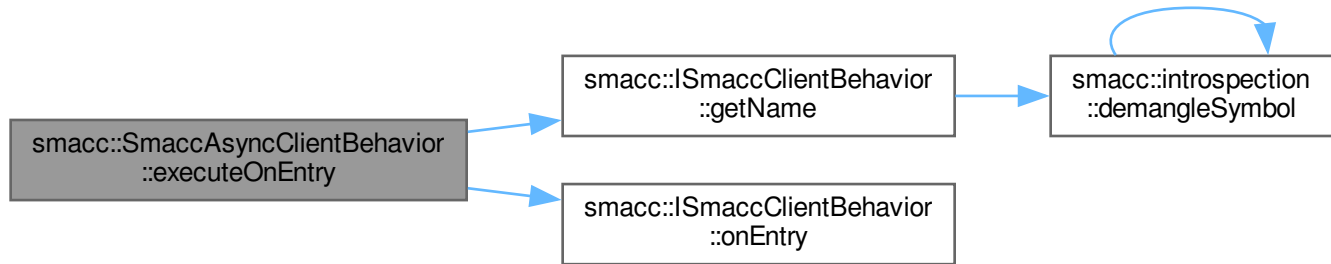 smacc::SmaccAsyncClientBehavior
::executeOnEntry
smacc::ISmaccClientBehavior
::getName
smacc::introspection
::demangleSymbol
smacc::ISmaccClientBehavior
::onEntry